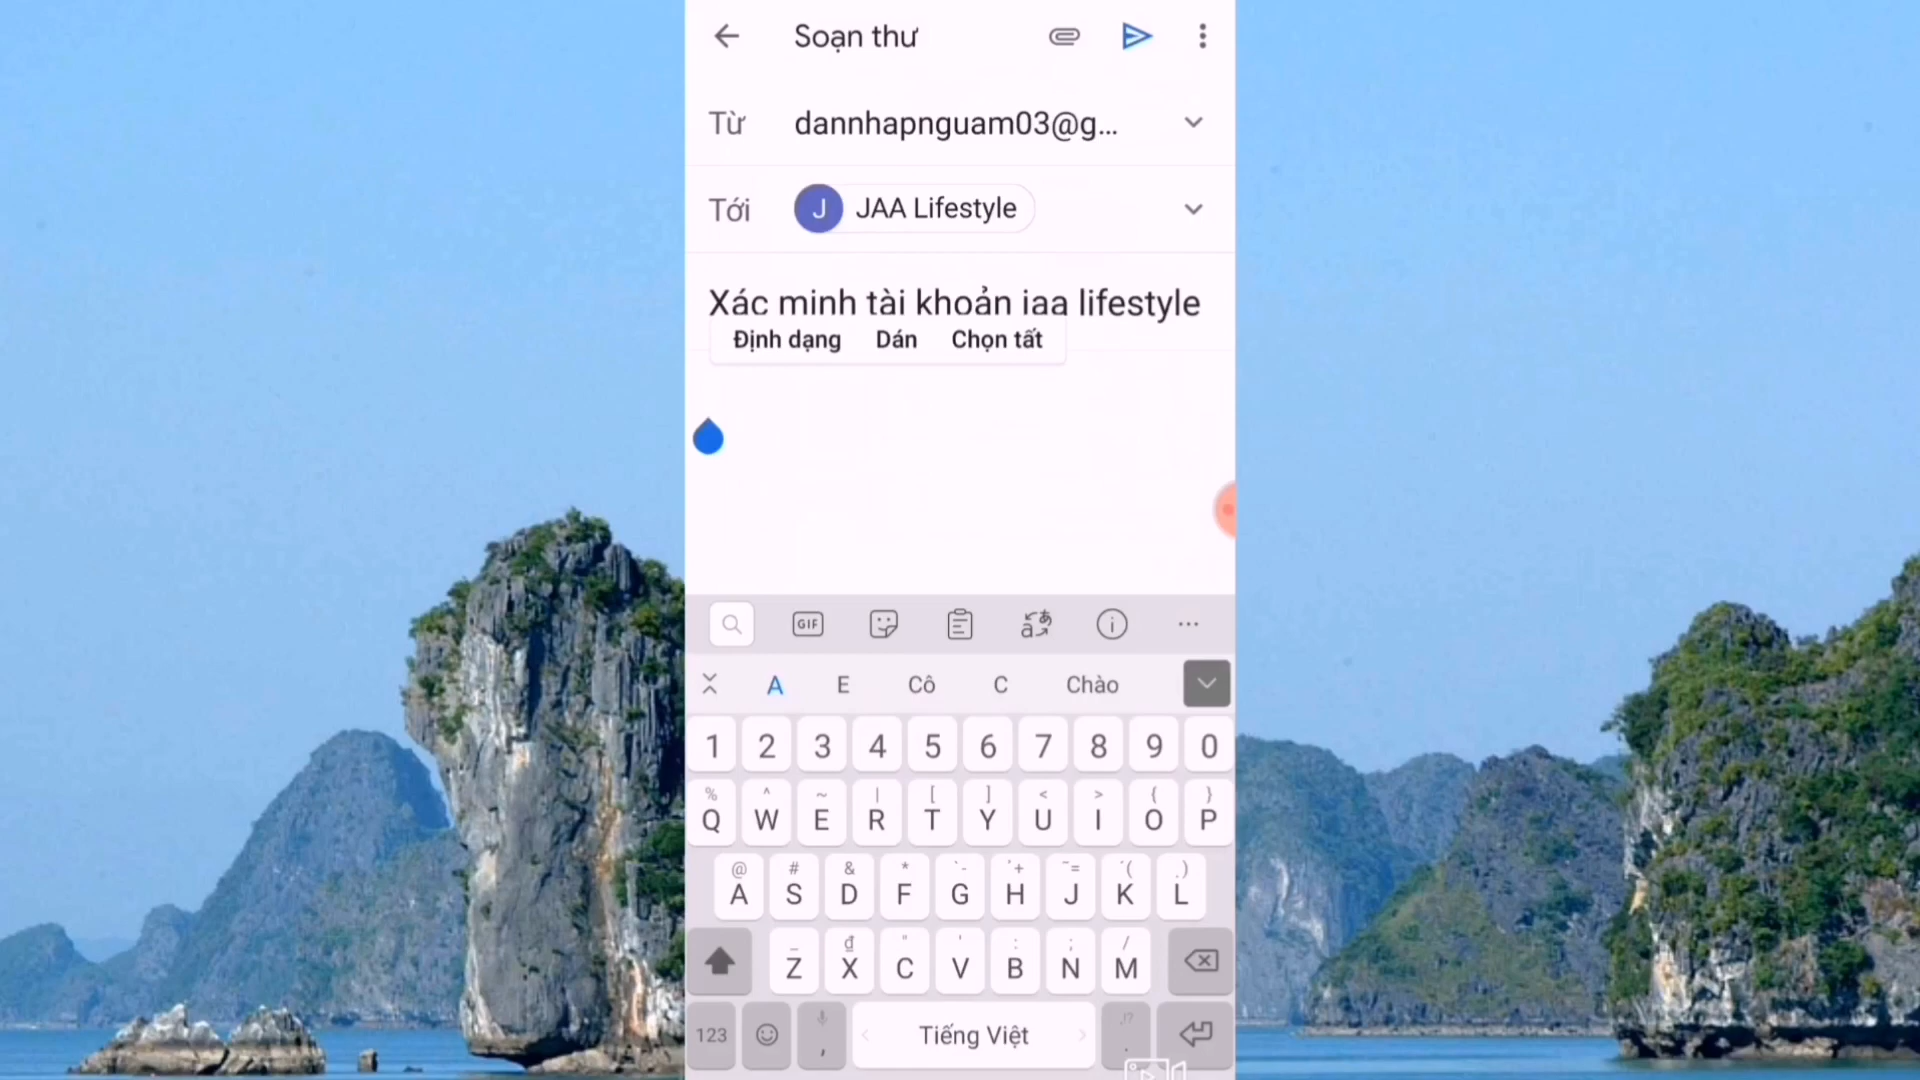 Soạn thư
Từ dannhapnguam03@g...
Tới J JAA Lifestyle
Xác minh tài khoản jaa lifestyle
Định dạng Dán Chọn tất
GIF
A E Cô C Chào
1 2 3 4 5 6 7 8 9 0
% ^ ~ | [ ] < > { }
Q W E R T Y U I O P
@ # & * - + = ( )
A S D F G H J K L
_ đ " ' : ; /
Z X C V B N M
123 , Tiếng Việt .